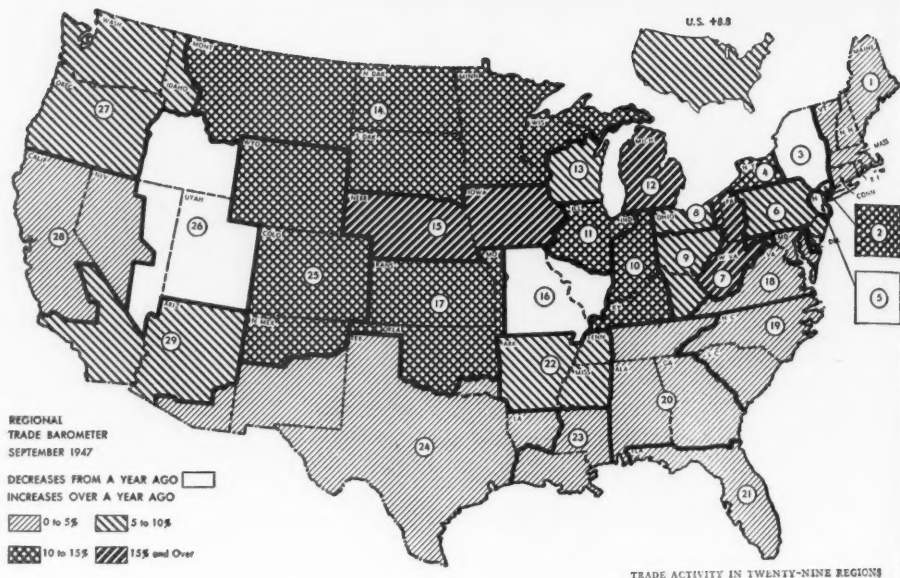 U.S. +8.8
WASH.
MONT.
N. DAK.
MINN.
MAINE
1
14
OREG.
IDAHO
27
3
WIS.
MICH.
MASS
S. DAK.
R.I.
4
CONN
CALIF.
NEV.
WYO.
13
12
UTAH
NEBR.
IOWA
8
6
2
OHIO
15
28
26
ILL.
IND.
11
9
COLO.
10
W. VA.
7
25
KANS.
MO.
18
5
17
16
ARIZ.
N. MEX.
OKLA.
TENN.
N.C.
19
29
ARK.
22
S.C.
TEX.
MISS.
ALA.
GA.
20
LA.
24
23
21
REGIONAL
TRADE BAROMETER
SEPTEMBER 1947
DECREASES FROM A YEAR AGO
INCREASES OVER A YEAR AGO
0 to 5% 5 to 10%
10 to 15% 15% and Over
TRADE ACTIVITY IN TWENTY-NINE REGIONS